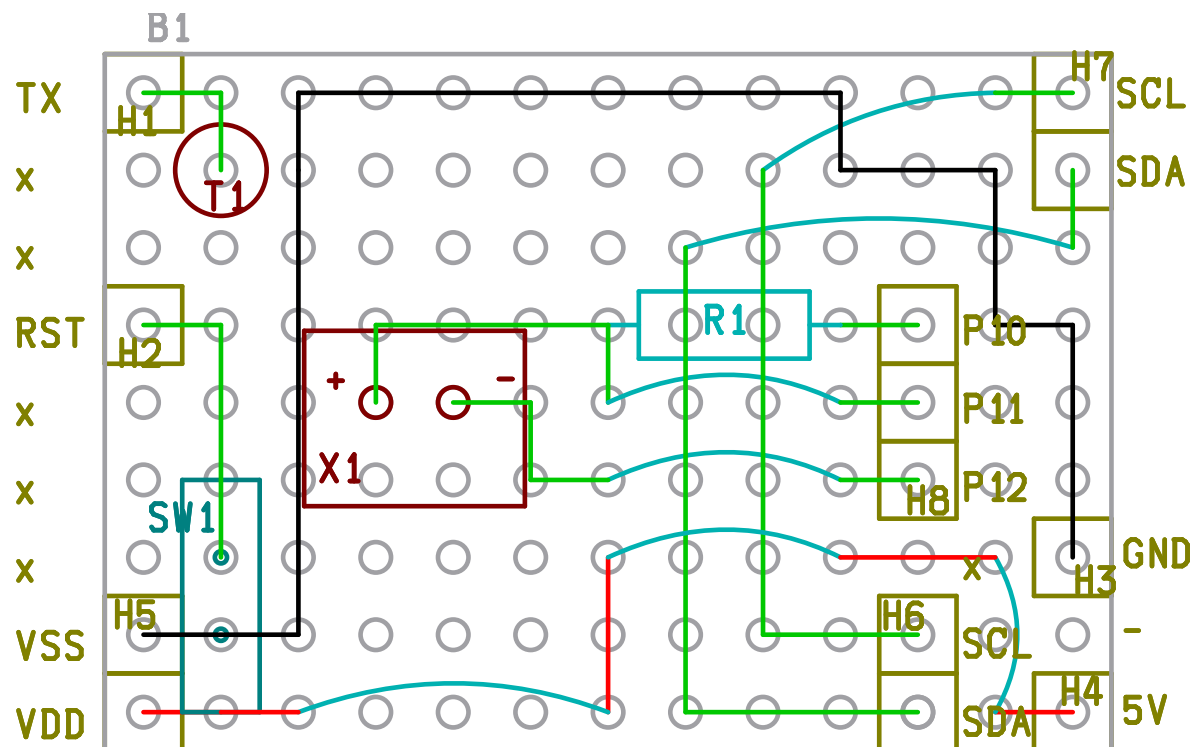 B1
H7
TX
SCL
H1
x
SDA
T1
x
RST
R1
P10
H2
+
-
x
P11
X1
x
P12
SW1
H8
x
x
GND
H3
H5
H6
VSS
SCL
-
H4
VDD
SDA
5V